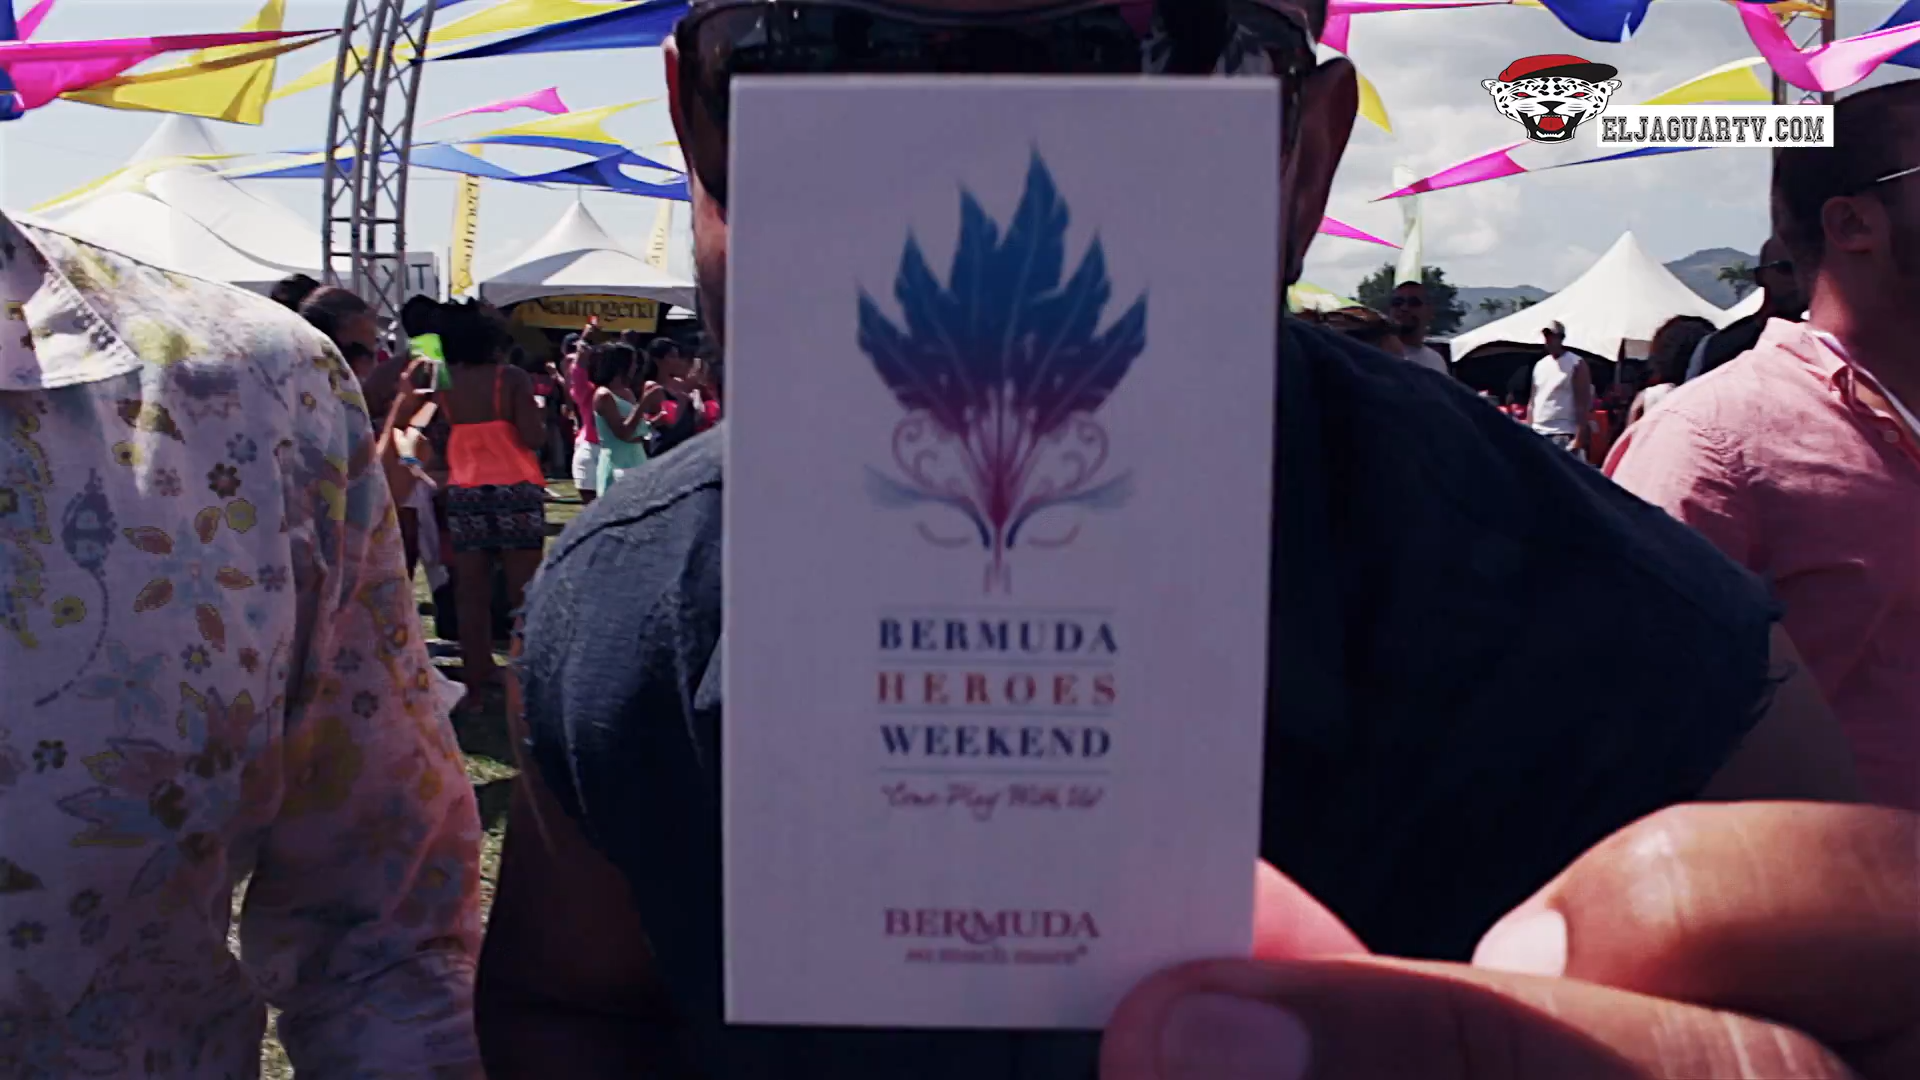 ELJAGUARTV.COM
Neutrogena
BERMUDA
HEROES
WEEKEND
"Come Play With Us"
BERMUDA
so much more